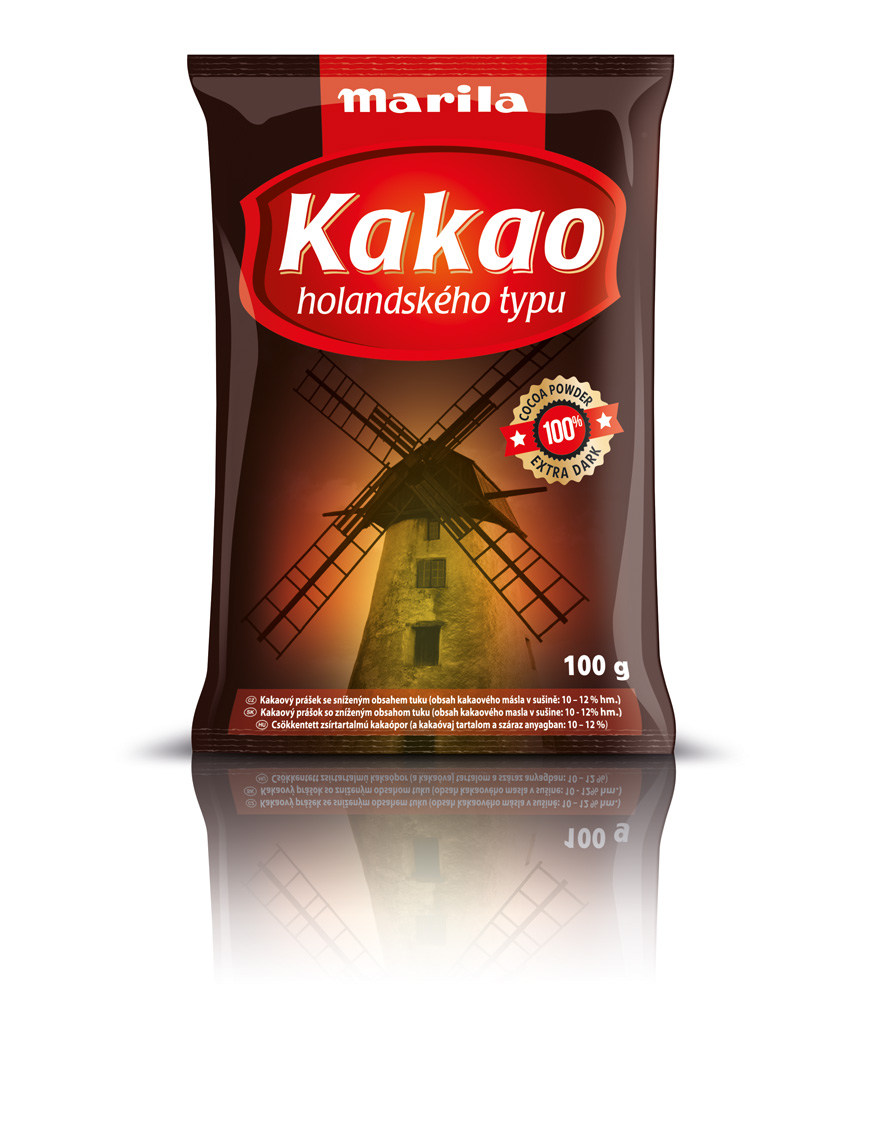 marila
Kakao
holandského typu
COCOA POWDER
100%
EXTRA DARK
100 g
CZ Kakaový prášek se sníženým obsahem tuku (obsah kakaového másla v sušině: 10 – 12 % hm.)
SK Kakaový prášok so zníženým obsahom tuku (obsah kakaového masla v sušine: 10 - 12% hm.)
HU Csökkentett zsírtartalmú kakaópor (a kakaóvaj tartalom a száraz anyagban: 10 – 12 %)